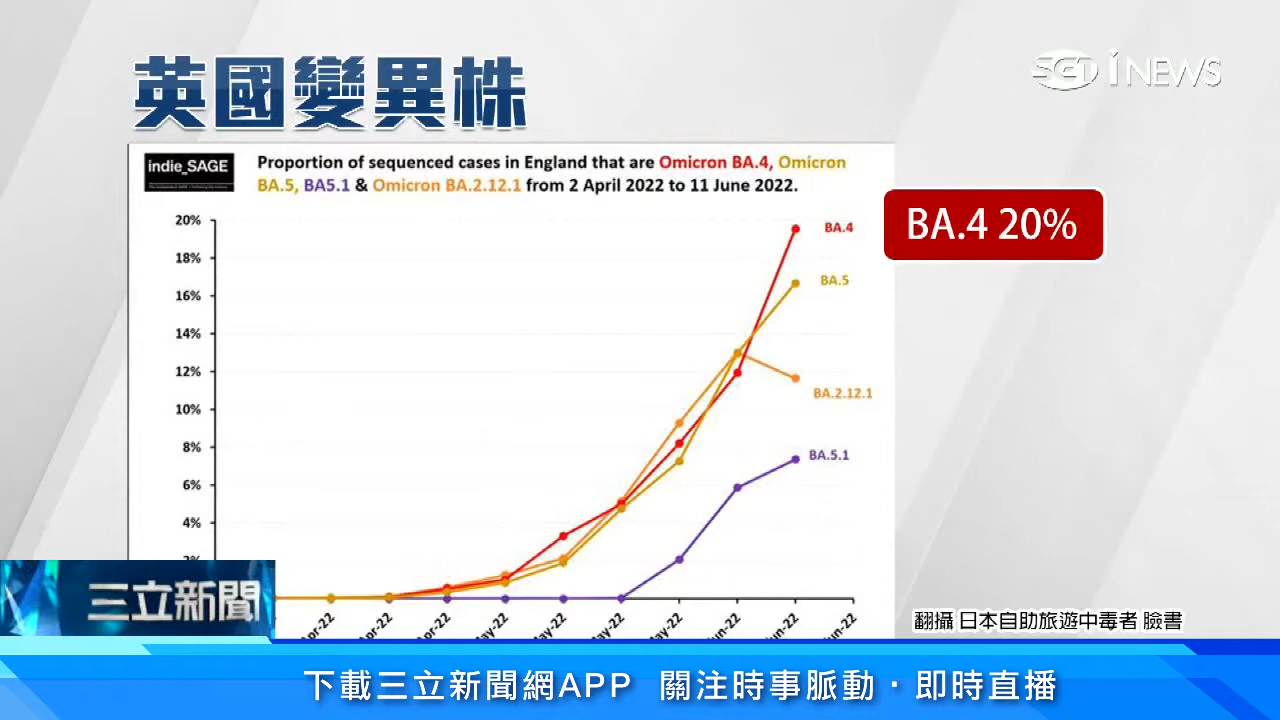 英國變異株
SET iNEWS
indie_SAGE
Proportion of sequenced cases in England that are Omicron BA.4, Omicron
BA.5, BA5.1 & Omicron BA.2.12.1 from 2 April 2022 to 11 June 2022.
BA.4 20%
20%
18%
16%
14%
12%
10%
8%
6%
4%
2%
BA.4
BA.5
BA.2.12.1
BA.5.1
三立新聞
翻攝 日本自助旅遊中毒者 臉書
下載三立新聞網APP 關注時事脈動・即時直播